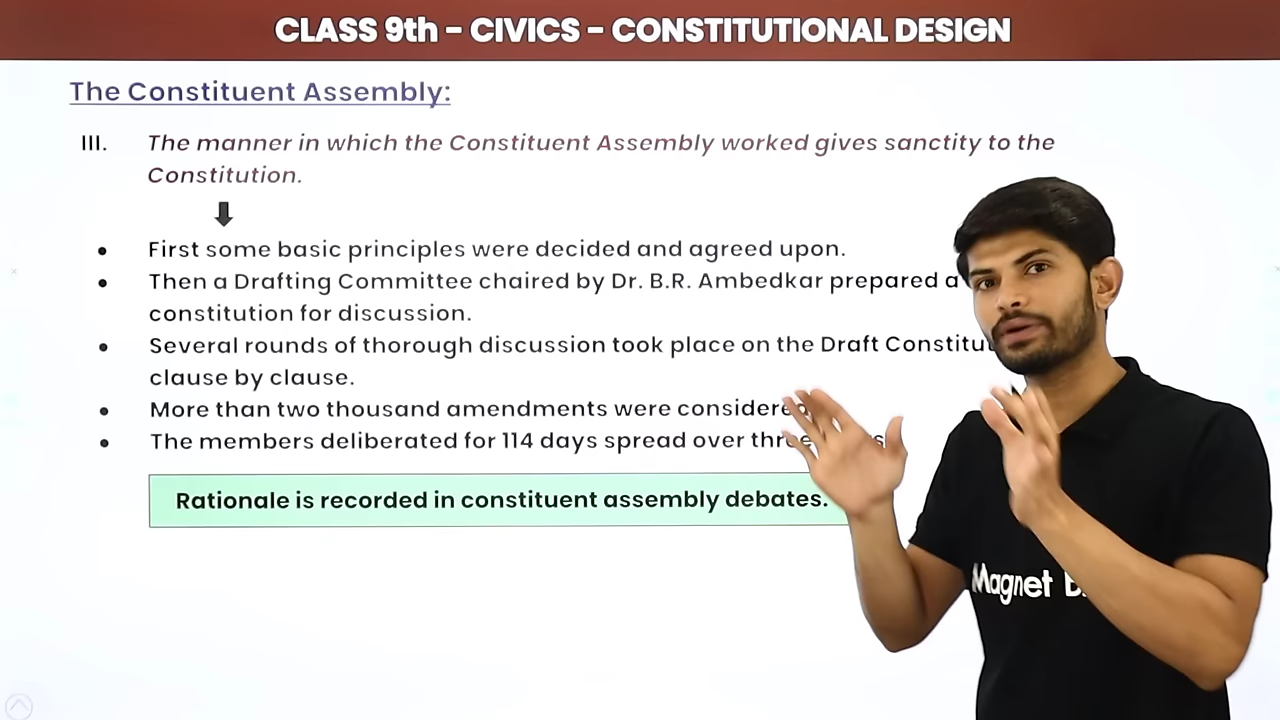 CLASS 9th - CIVICS - CONSTITUTIONAL DESIGN
The Constituent Assembly:
III. The manner in which the Constituent Assembly worked gives sanctity to the
Constitution.
• First some basic principles were decided and agreed upon.
• Then a Drafting Committee chaired by Dr. B.R. Ambedkar prepared a
constitution for discussion.
• Several rounds of thorough discussion took place on the Draft
clause by clause.
• More than two thousand amendments were
• The members deliberated for 114 days spread over
Rationale is recorded in constituent assembly debates.
Magnet